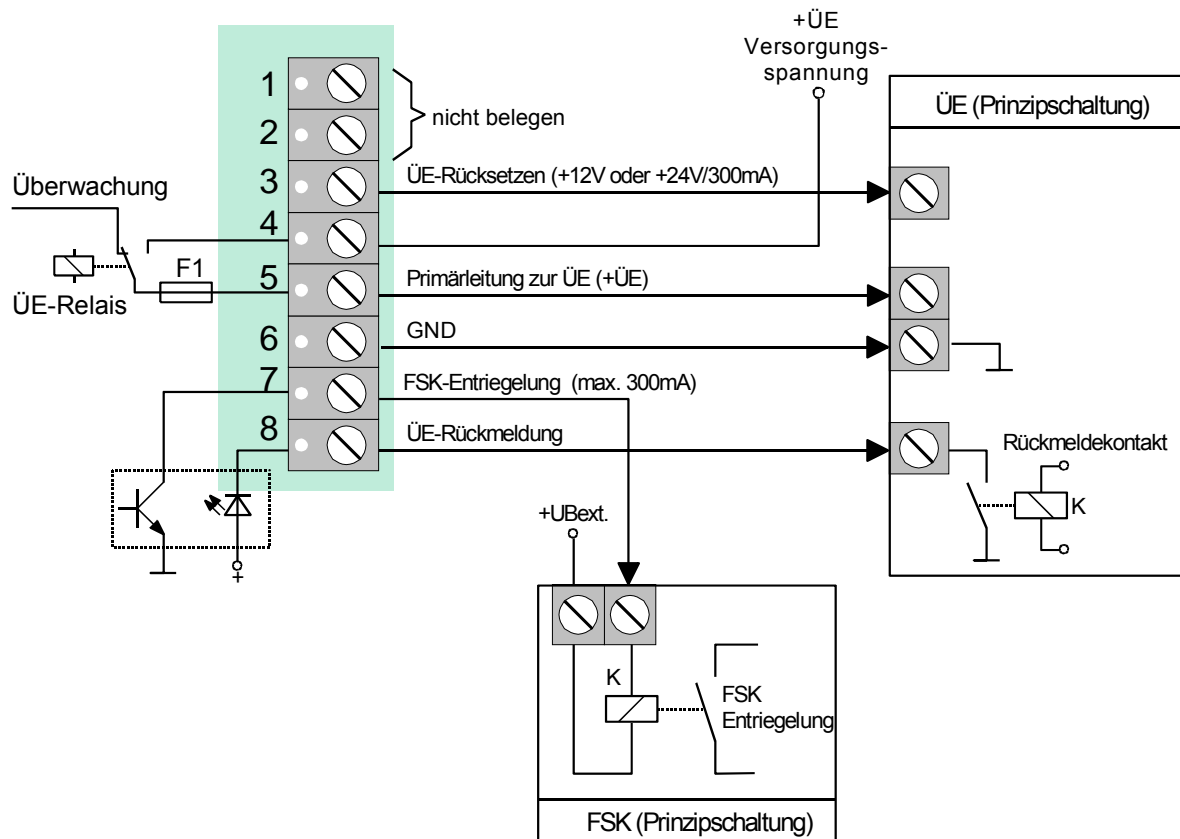 +ÜE
Versorgungs-
spannung
ÜE (Prinzipschaltung)
1
2
nicht belegen
3
ÜE-Rücksetzen (+12V oder +24V/300mA)
Überwachung
4
F1
5
Primärleitung zur ÜE (+ÜE)
ÜE-Relais
6
GND
7
FSK-Entriegelung (max. 300mA)
8
ÜE-Rückmeldung
Rückmeldekontakt
K
+UBext.
+
K
FSK
Entriegelung
FSK (Prinzipschaltung)